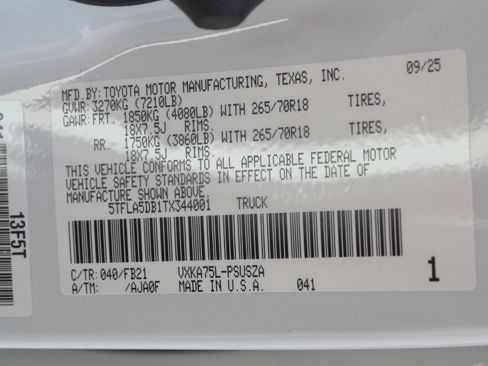 MFD.BY:TOYOTA MOTOR MANUFACTURING, TEXAS, INC. 09/25
GVWR: 3270KG (7210LB)
GAWR: FRT. 1850KG (4080LB) WITH 265/70R18 TIRES,
18X7.5J RIMS,
RR. 1750KG (3860LB) WITH 265/70R18 TIRES,
18X7.5J RIMS.
THIS VEHICLE CONFORMS TO ALL APPLICABLE FEDERAL MOTOR
VEHICLE SAFETY STANDARDS IN EFFECT ON THE DATE OF
MANUFACTURE SHOWN ABOVE.
5TFLA5DB1TX344001 TRUCK
C/TR:040/FB21 VXKA75L-PSUSZA 1
A/TM: /AJA0F MADE IN U.S.A. 041
13F5T